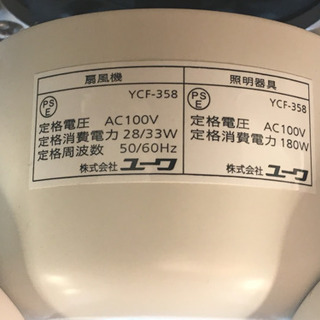 扇風機
PS E YCF-358
定格電圧 AC100V
定格消費電力 28/33W
定格周波数 50/60Hz
株式会社 ユーワ
照明器具
PS E YCF-358
定格電圧 AC100V
定格消費電力 180W
株式会社 ユーワ